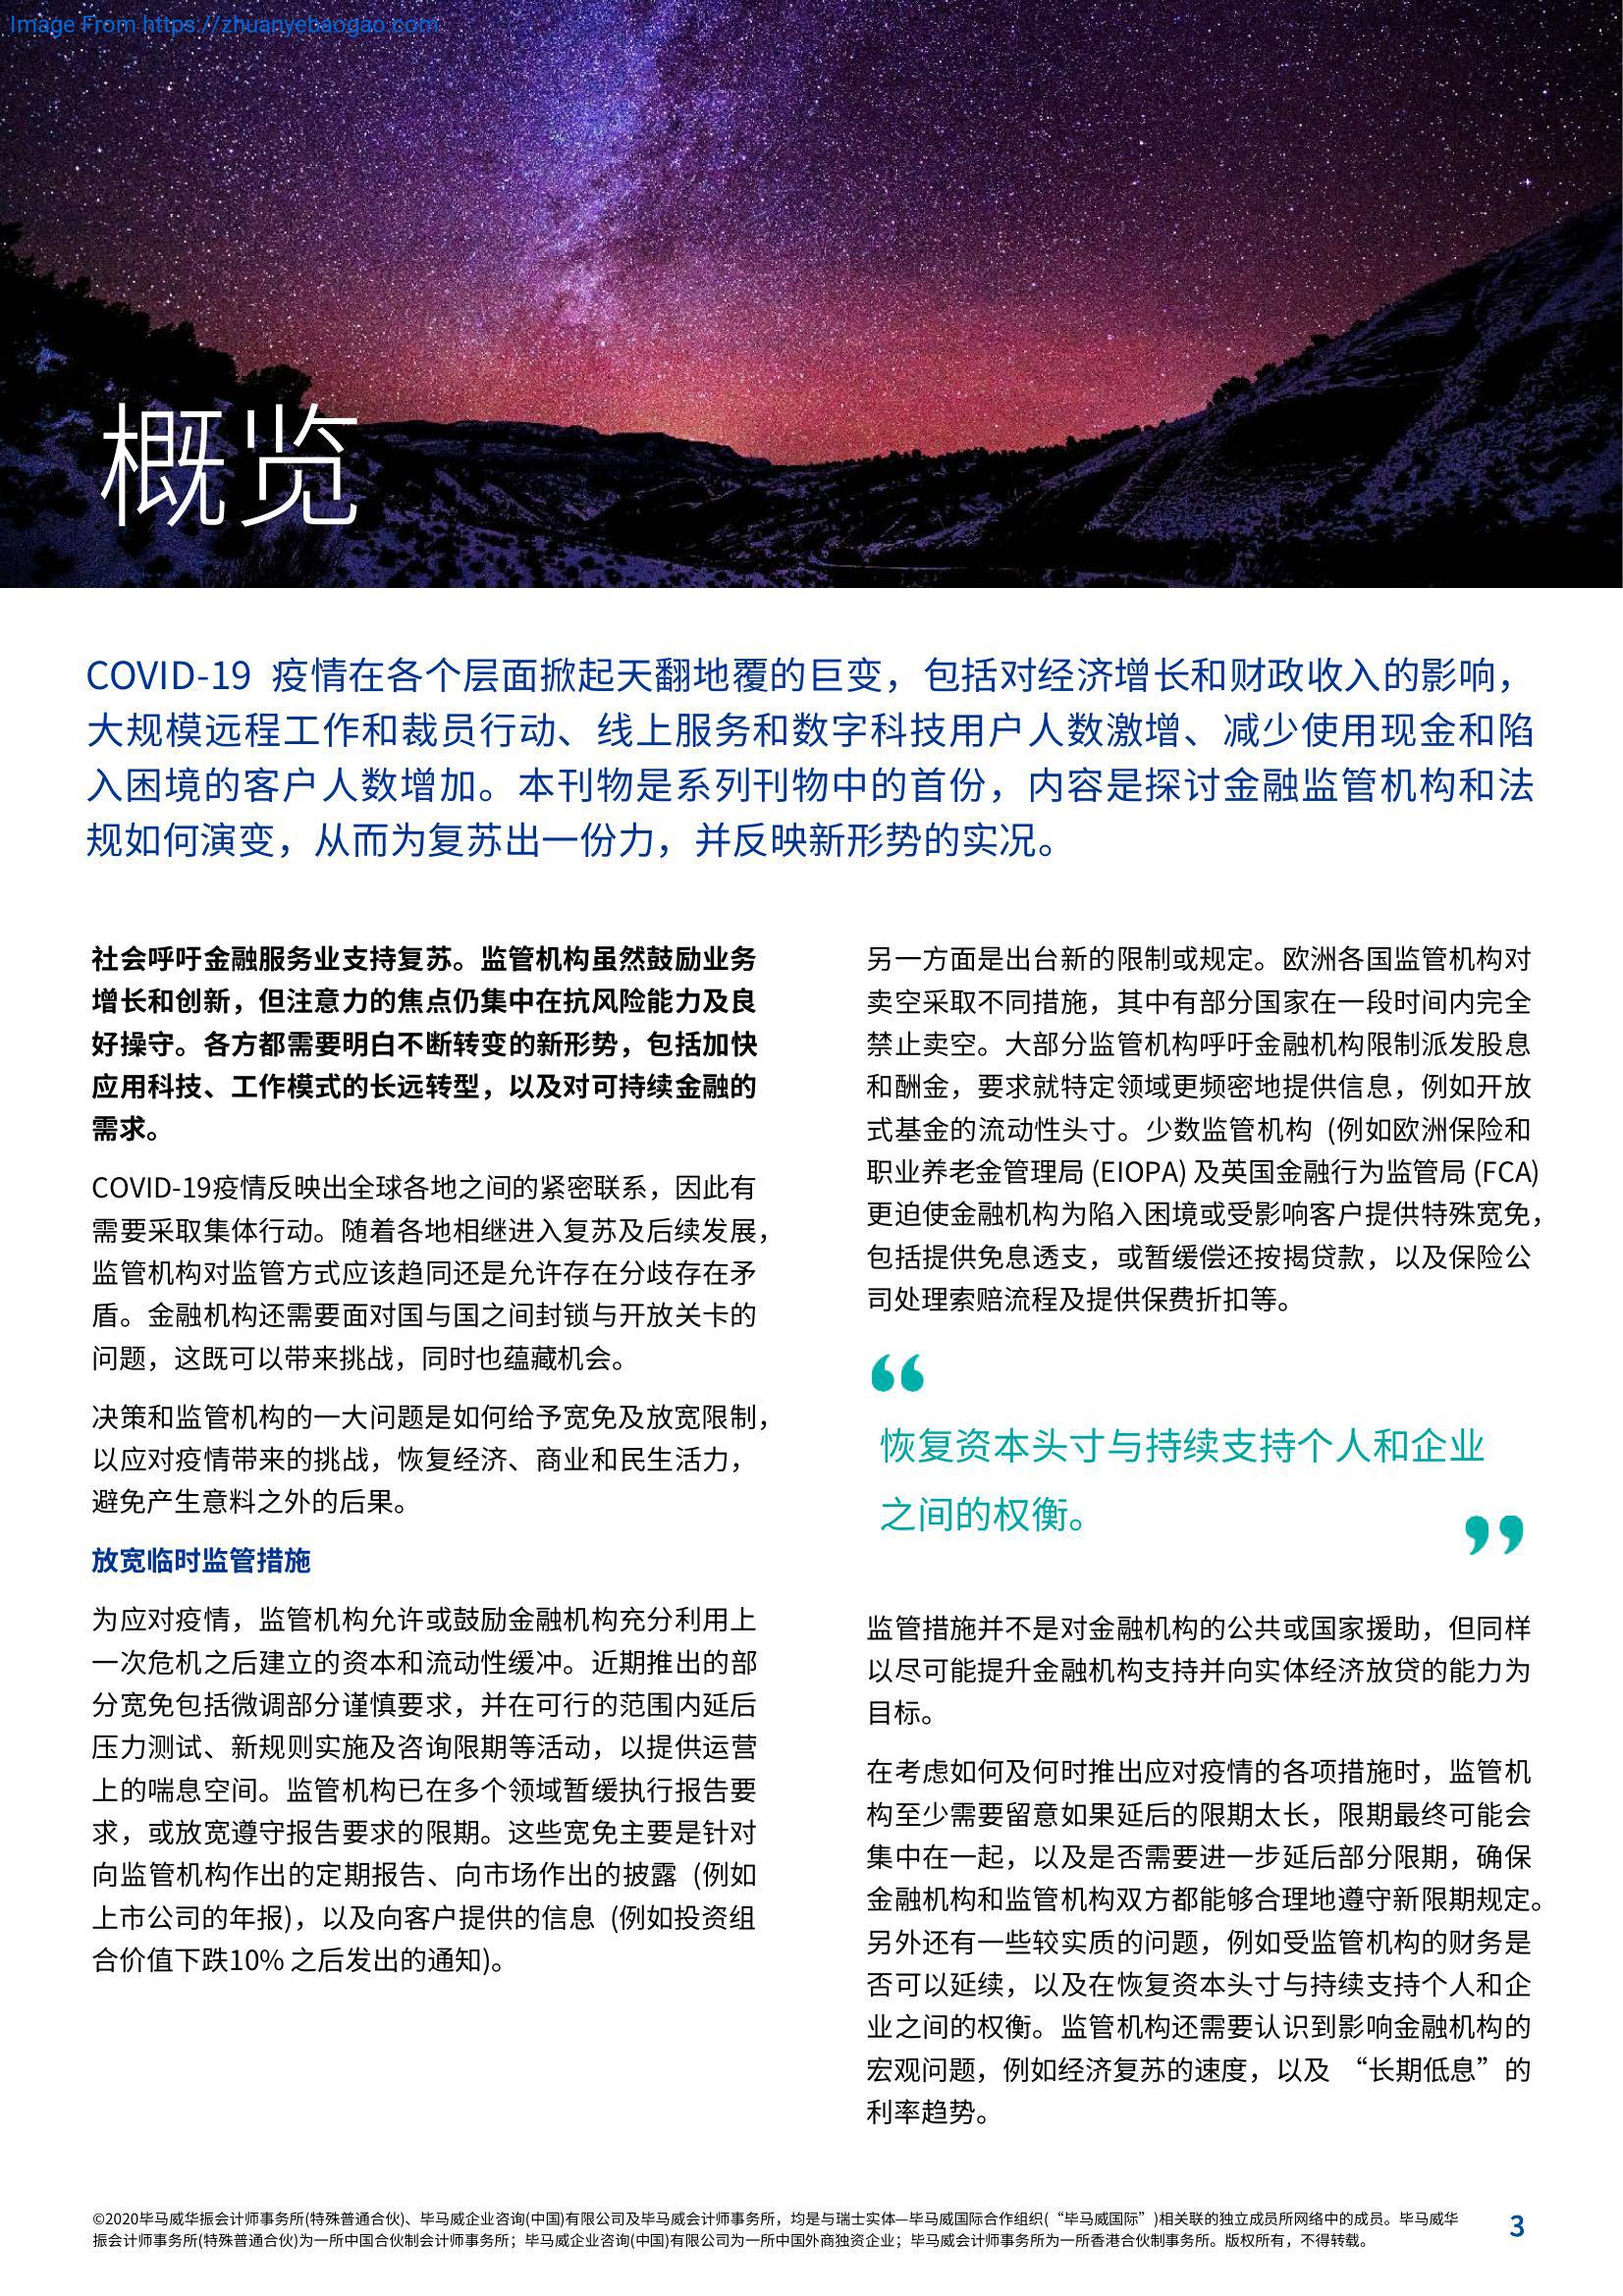 Image From https://zhuanyebaogao.com
概览
COVID-19 疫情在各个层面掀起天翻地覆的巨变，包括对经济增长和财政收入的影响，
大规模远程工作和裁员行动、线上服务和数字科技用户人数激增、减少使用现金和陷
入困境的客户人数增加。本刊物是系列刊物中的首份，内容是探讨金融监管机构和法
规如何演变，从而为复苏出一份力，并反映新形势的实况。
社会呼吁金融服务业支持复苏。监管机构虽然鼓励业务
增长和创新，但注意力的焦点仍集中在抗风险能力及良
好操守。各方都需要明白不断转变的新形势，包括加快
应用科技、工作模式的长远转型，以及对可持续金融的
需求。
COVID-19疫情反映出全球各地之间的紧密联系，因此有
需要采取集体行动。随着各地相继进入复苏及后续发展，
监管机构对监管方式应该趋同还是允许存在分歧存在矛
盾。金融机构还需要面对国与国之间封锁与开放关卡的
问题，这既可以带来挑战，同时也蕴藏机会。
决策和监管机构的一大问题是如何给予宽免及放宽限制，
以应对疫情带来的挑战，恢复经济、商业和民生活力，
避免产生意料之外的后果。
放宽临时监管措施
为应对疫情，监管机构允许或鼓励金融机构充分利用上
一次危机之后建立的资本和流动性缓冲。近期推出的部
分宽免包括微调部分谨慎要求，并在可行的范围内延后
压力测试、新规则实施及咨询限期等活动，以提供运营
上的喘息空间。监管机构已在多个领域暂缓执行报告要
求，或放宽遵守报告要求的限期。这些宽免主要是针对
向监管机构作出的定期报告、向市场作出的披露 (例如
上市公司的年报)，以及向客户提供的信息 (例如投资组
合价值下跌10% 之后发出的通知)。
另一方面是出台新的限制或规定。欧洲各国监管机构对
卖空采取不同措施，其中有部分国家在一段时间内完全
禁止卖空。大部分监管机构呼吁金融机构限制派发股息
和酬金，要求就特定领域更频密地提供信息，例如开放
式基金的流动性头寸。少数监管机构 (例如欧洲保险和
职业养老金管理局 (EIOPA) 及英国金融行为监管局 (FCA)
更迫使金融机构为陷入困境或受影响客户提供特殊宽免，
包括提供免息透支，或暂缓偿还按揭贷款，以及保险公
司处理索赔流程及提供保费折扣等。
“
恢复资本头寸与持续支持个人和企业
之间的权衡。
”
监管措施并不是对金融机构的公共或国家援助，但同样
以尽可能提升金融机构支持并向实体经济放贷的能力为
目标。
在考虑如何及何时推出应对疫情的各项措施时，监管机
构至少需要留意如果延后的限期太长，限期最终可能会
集中在一起，以及是否需要进一步延后部分限期，确保
金融机构和监管机构双方都能够合理地遵守新限期规定。
另外还有一些较实质的问题，例如受监管机构的财务是
否可以延续，以及在恢复资本头寸与持续支持个人和企
业之间的权衡。监管机构还需要认识到影响金融机构的
宏观问题，例如经济复苏的速度，以及 “长期低息” 的
利率趋势。
©2020毕马威华振会计师事务所(特殊普通合伙)、毕马威企业咨询(中国)有限公司及毕马威会计师事务所，均是与瑞士实体—毕马威国际合作组织(“毕马威国际”)相关联的独立成员所网络中的成员。毕马威华
振会计师事务所(特殊普通合伙)为一所中国合伙制会计师事务所；毕马威企业咨询(中国)有限公司为一所中国外商独资企业；毕马威会计师事务所为一所香港合伙制事务所。版权所有，不得转载。
3